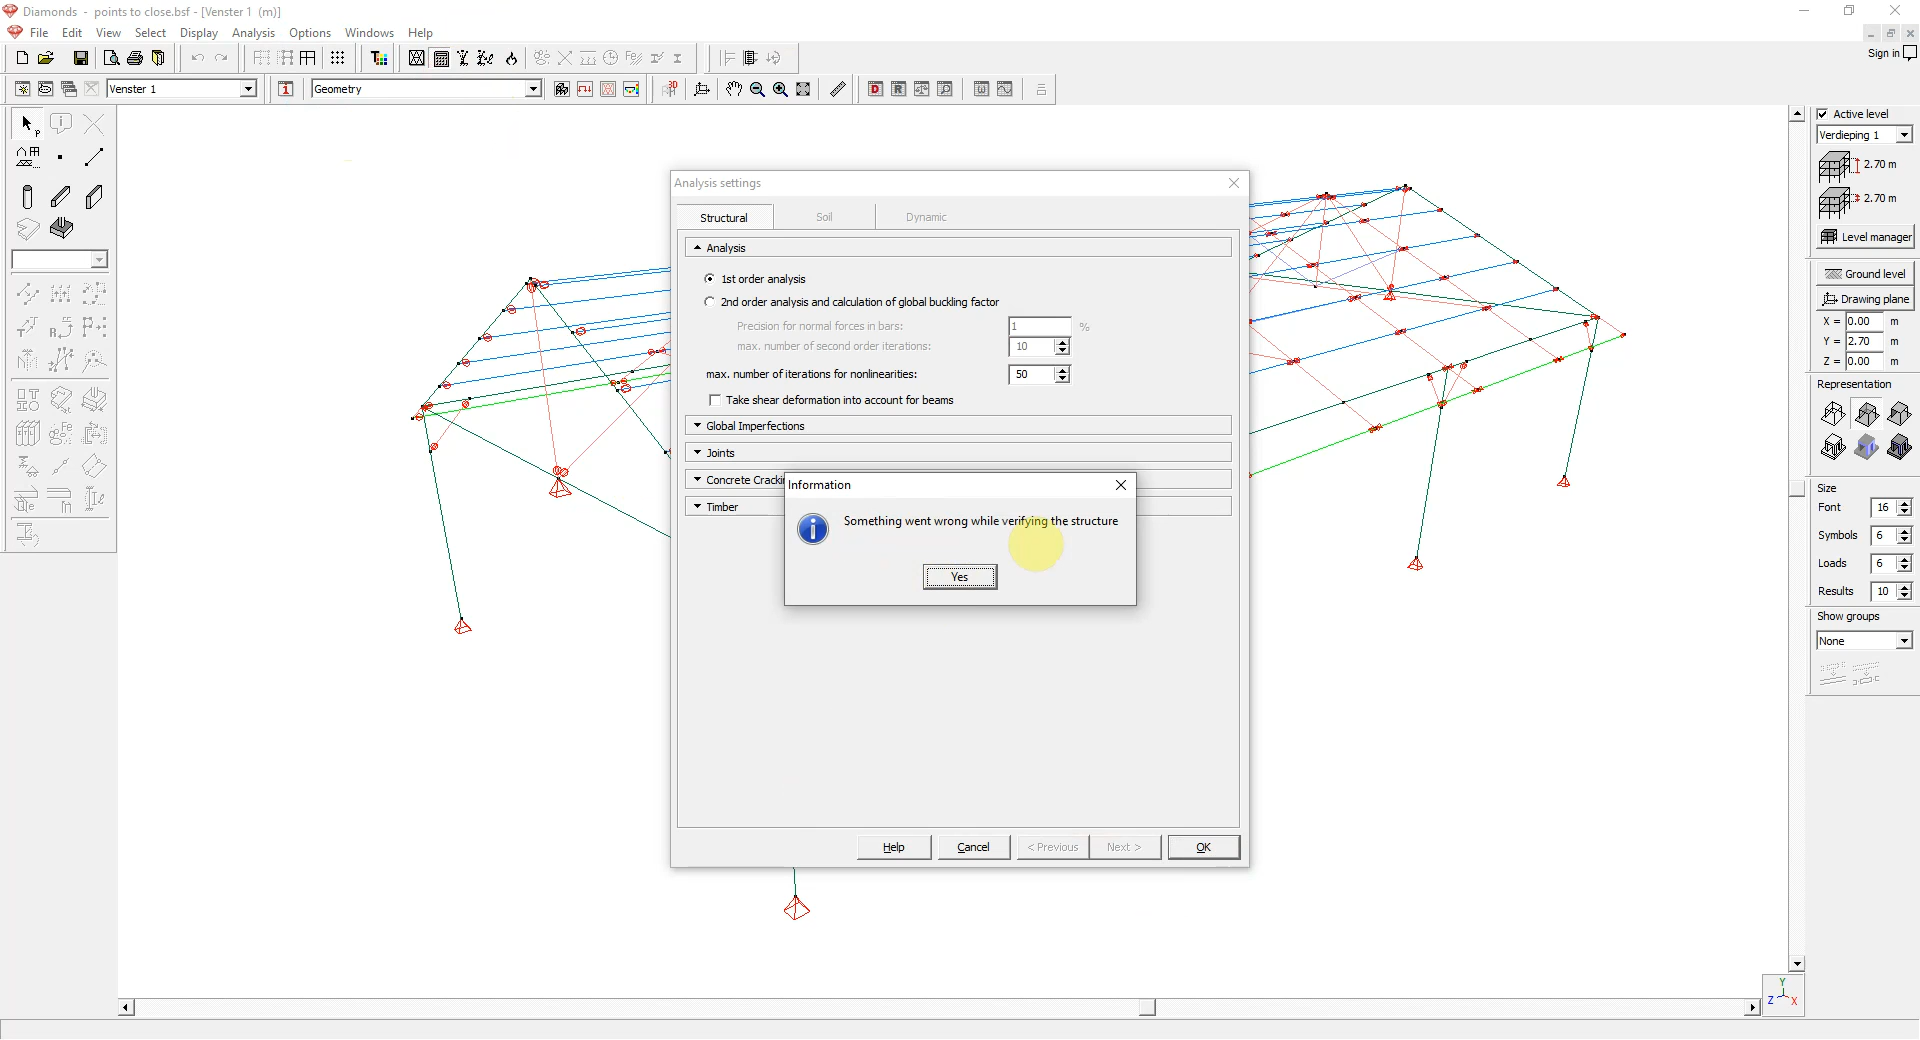 Diamonds - points to close.bsf - [Venster 1 (m)]
File Edit View Select Display Analysis Options Windows Help
Sign in
Venster 1
1
Geometry
3D
D R
P
Active level
Verdieping 1
2.70 m
2.70 m
Level manager
Ground level
Drawing plane
X = 0.00 m
Y = 2.70 m
Z = 0.00 m
Representation
Size
Font 16
Symbols 6
Loads 6
Results 10
Show groups
None
Analysis settings
Structural Soil Dynamic
Analysis
1st order analysis
2nd order analysis and calculation of global buckling factor
Precision for normal forces in bars: 1 %
max. number of second order iterations: 10
max. number of iterations for nonlinearities: 50
Take shear deformation into account for beams
Global Imperfections
Joints
Concrete Cracki
Timber
Information
Something went wrong while verifying the structure
Yes
Help Cancel < Previous Next > OK
Y
Z X